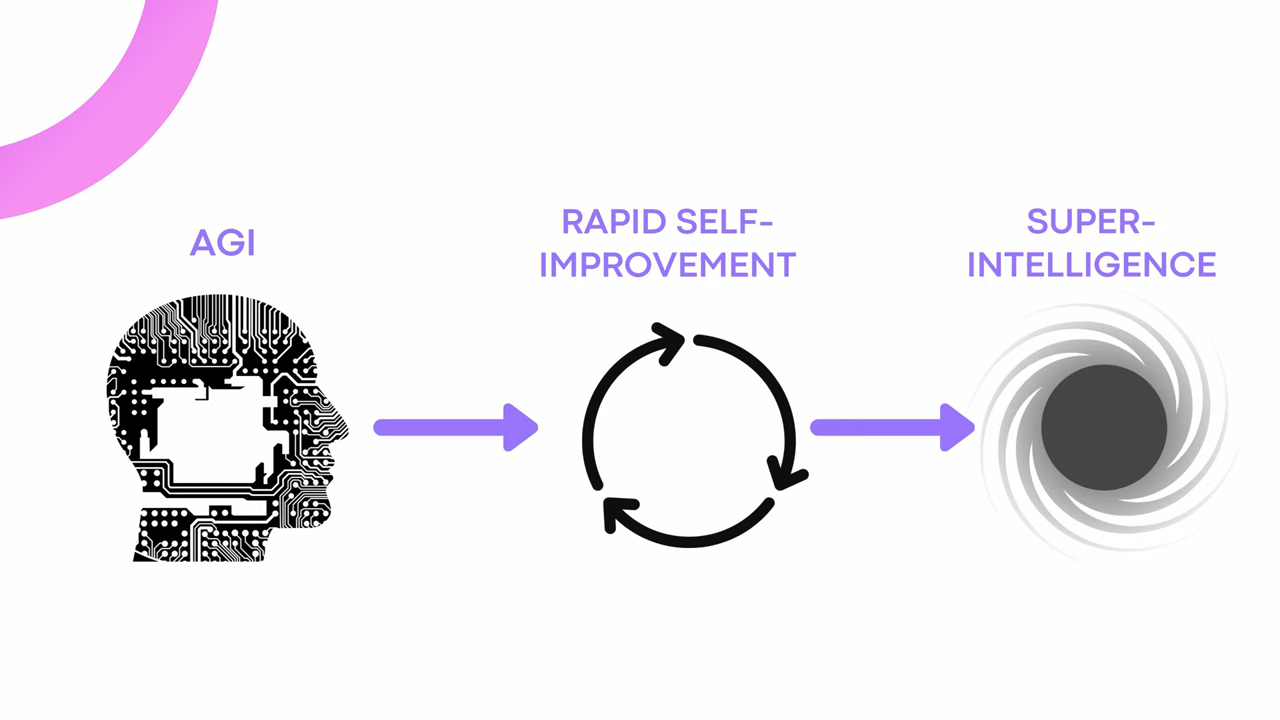 AGI
RAPID SELF-
IMPROVEMENT
SUPER-
INTELLIGENCE